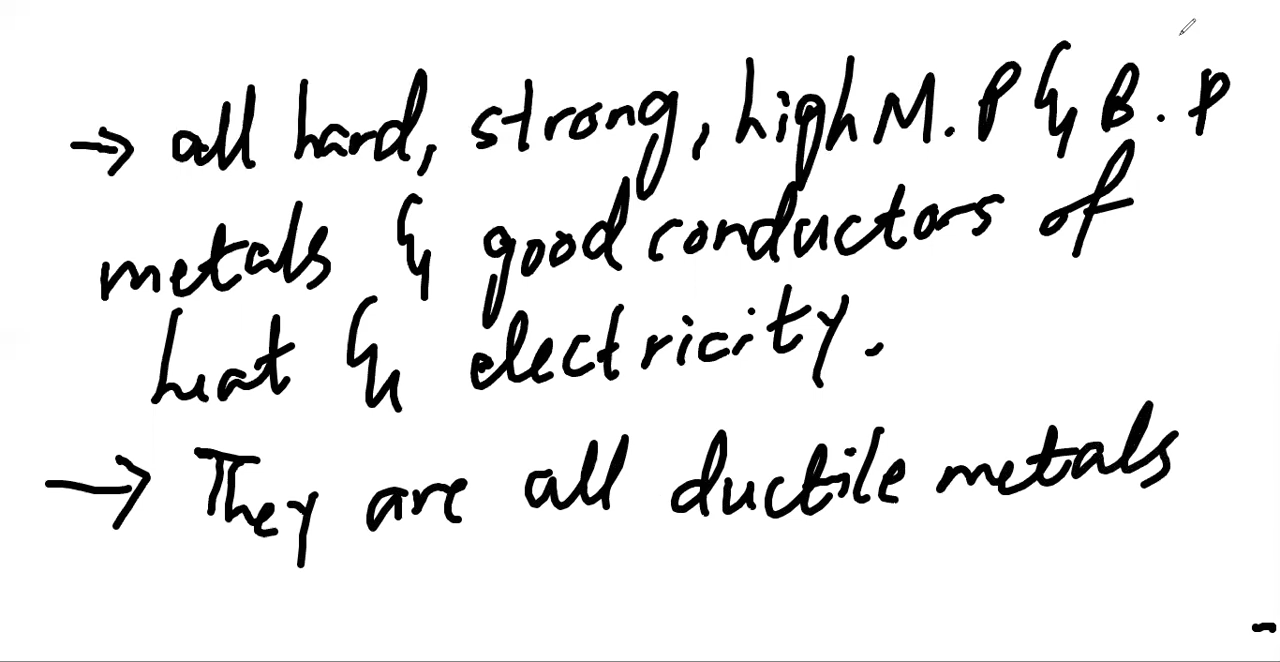 → all hard, strong, high M.P & B.P
metals & good conductors of
heat & electricity.
→ They are all ductile metals